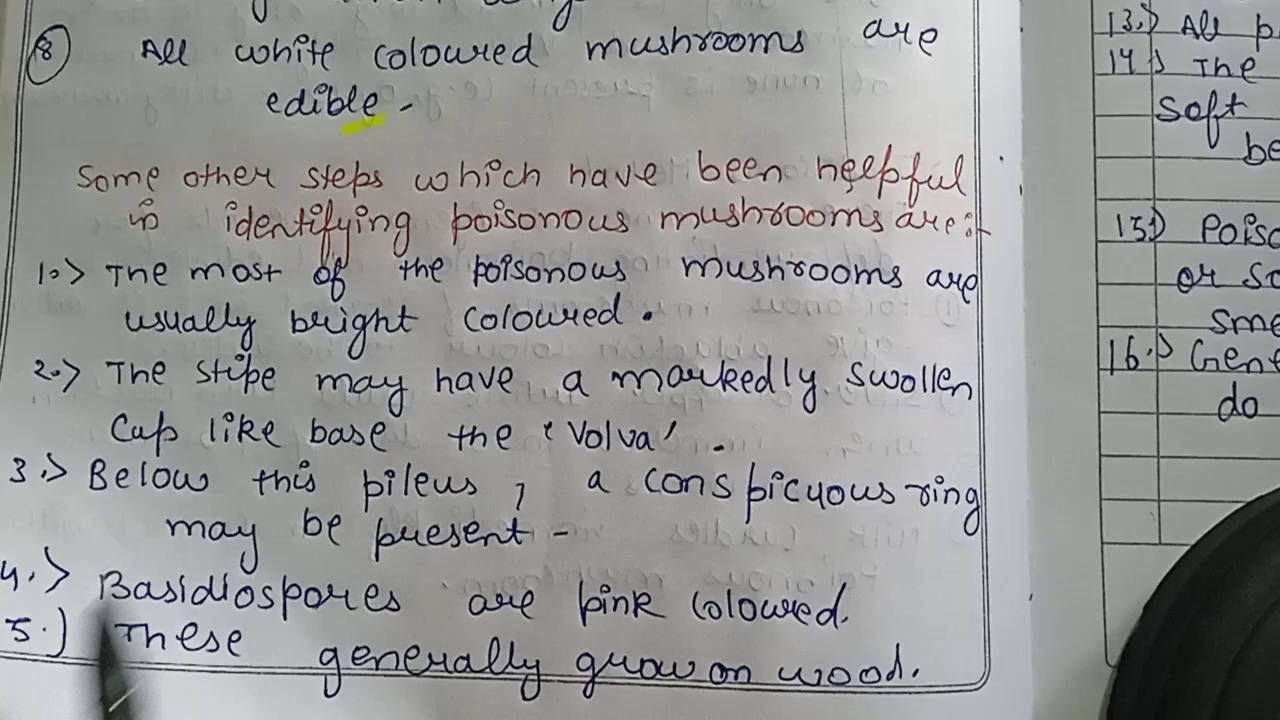 8 All white coloured mushrooms are
edible -
Some other steps which have been helpful
in identifying poisonous mushrooms are:-
1.> The most of the poisonous mushrooms are
usually bright coloured.
2.> The stipe may have a markedly swollen
Cup like base the 'Volva'.
3.> Below this pileus, a conspicuous ring
may be present -
4.> Basidiospores are pink coloured.
5.) These generally grow on wood.
13.) All p
14) The
Soft
be
15) Poiso
or so
sme
16.) Gen
do